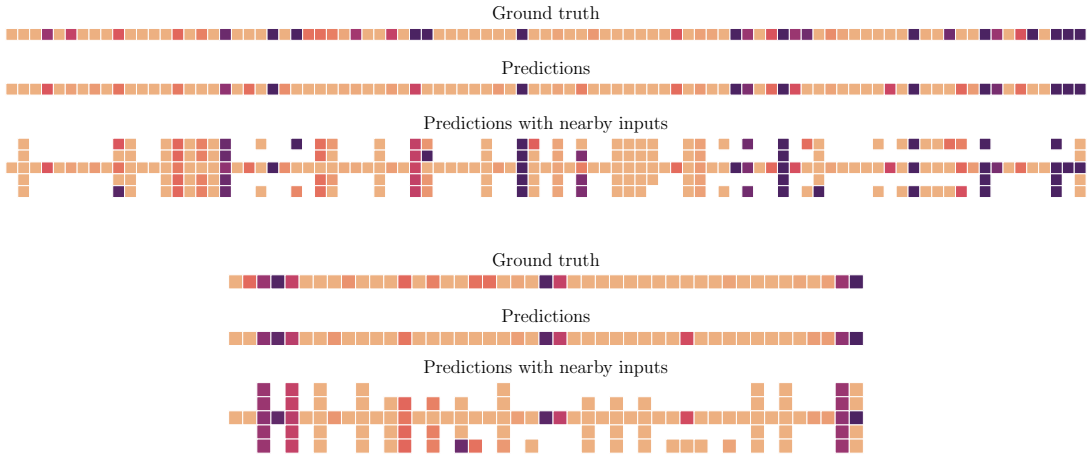 Ground truth
Predictions
Predictions with nearby inputs
Ground truth
Predictions
Predictions with nearby inputs